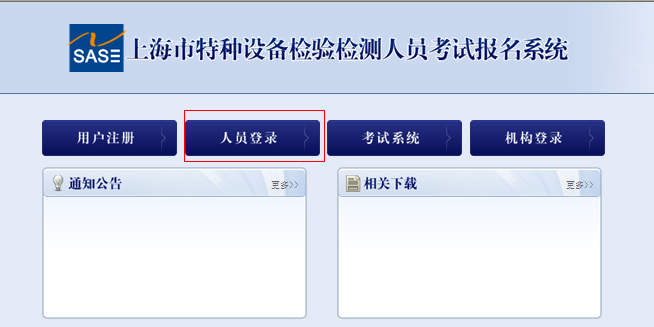 SASE 上海市特种设备检验检测人员考试报名系统
用户注册 人员登录 考试系统 机构登录
通知公告 更多>> 相关下载 更多>>